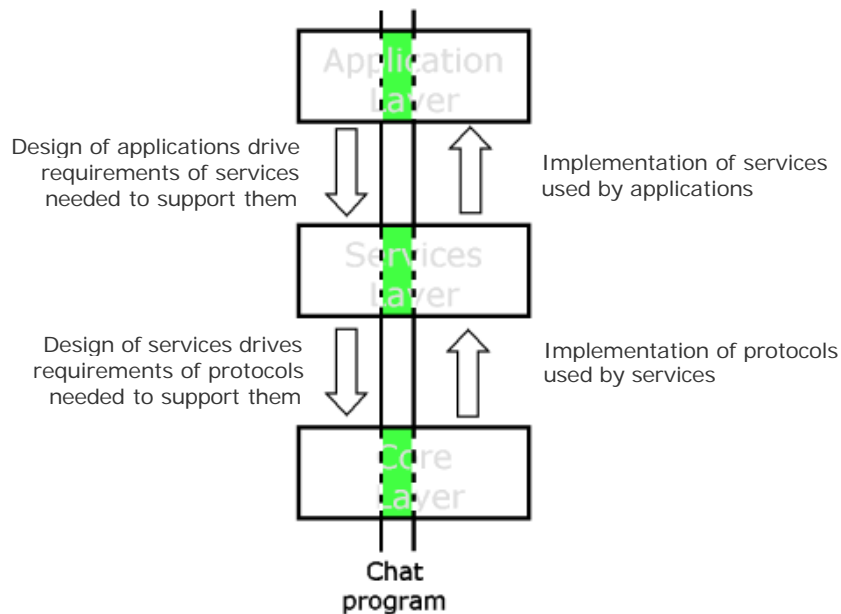 Application
Layer
Design of applications drive
requirements of services
needed to support them
Implementation of services
used by applications
Services
Layer
Design of services drives
requirements of protocols
needed to support them
Implementation of protocols
used by services
Core
Layer
Chat
program